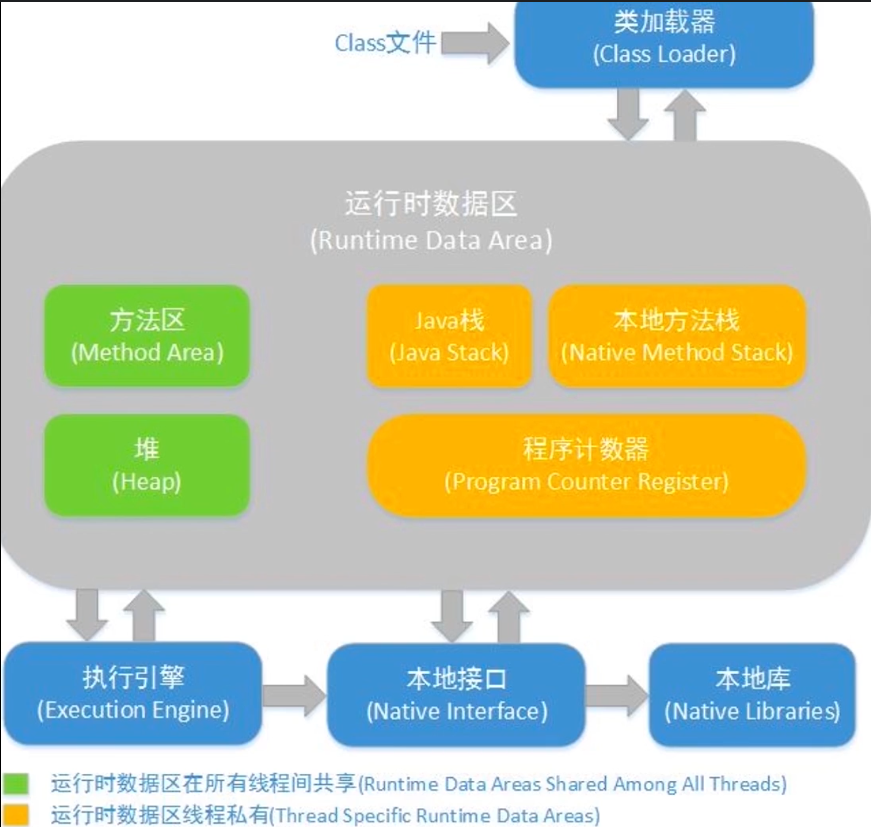 Class文件
类加载器
(Class Loader)
运行时数据区
(Runtime Data Area)
方法区
(Method Area)
Java栈
(Java Stack)
本地方法栈
(Native Method Stack)
堆
(Heap)
程序计数器
(Program Counter Register)
执行引擎
(Execution Engine)
本地接口
(Native Interface)
本地库
(Native Libraries)
运行时数据区在所有线程间共享(Runtime Data Areas Shared Among All Threads)
运行时数据区线程私有(Thread Specific Runtime Data Areas)